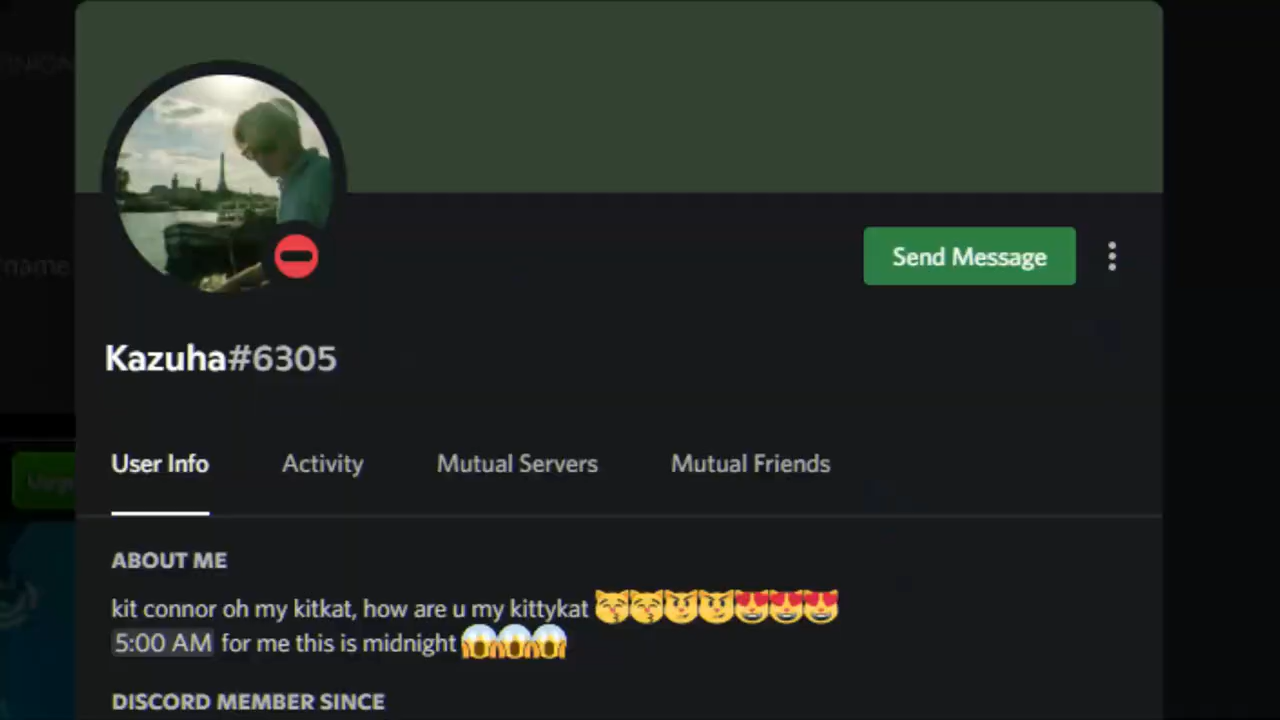 Send Message
Kazuha#6305
User Info Activity Mutual Servers Mutual Friends
ABOUT ME
kit connor oh my kitkat, how are u my kittykat 😽😽😼😼😻😻😻
5:00 AM for me this is midnight 😱😱😱
DISCORD MEMBER SINCE
name